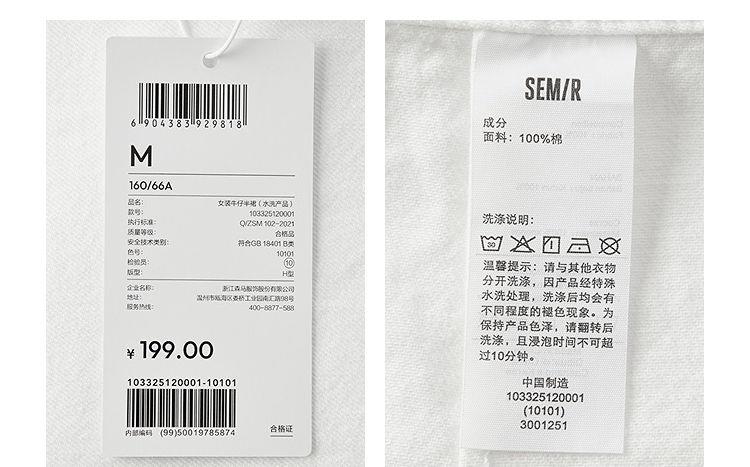 6 904383 929818
M
160/66A
品名: 女装牛仔半裙（水洗产品）
款号: 103325120001
执行标准: Q/ZSM 102-2021
质量等级: 合格品
安全技术类别: 符合GB 18401 B类
色号: 10101
检验员: 10
版型: H型
企业名称: 浙江森马服饰股份有限公司
地址: 温州市瓯海区娄桥工业园南汇路98号
服务热线: 400-8877-588
¥ 199.00
103325120001-10101
内部编码 (99)50019785874
合格证
SEM/R
成分
面料：100%棉
洗涤说明：
30
温馨提示：请与其他衣物
分开洗涤，因产品经特殊
水洗处理，洗涤后均会有
不同程度的褪色现象。为
保持产品色泽，请翻转后
洗涤，且浸泡时间不可超
过10分钟。
中国制造
103325120001
(10101)
3001251